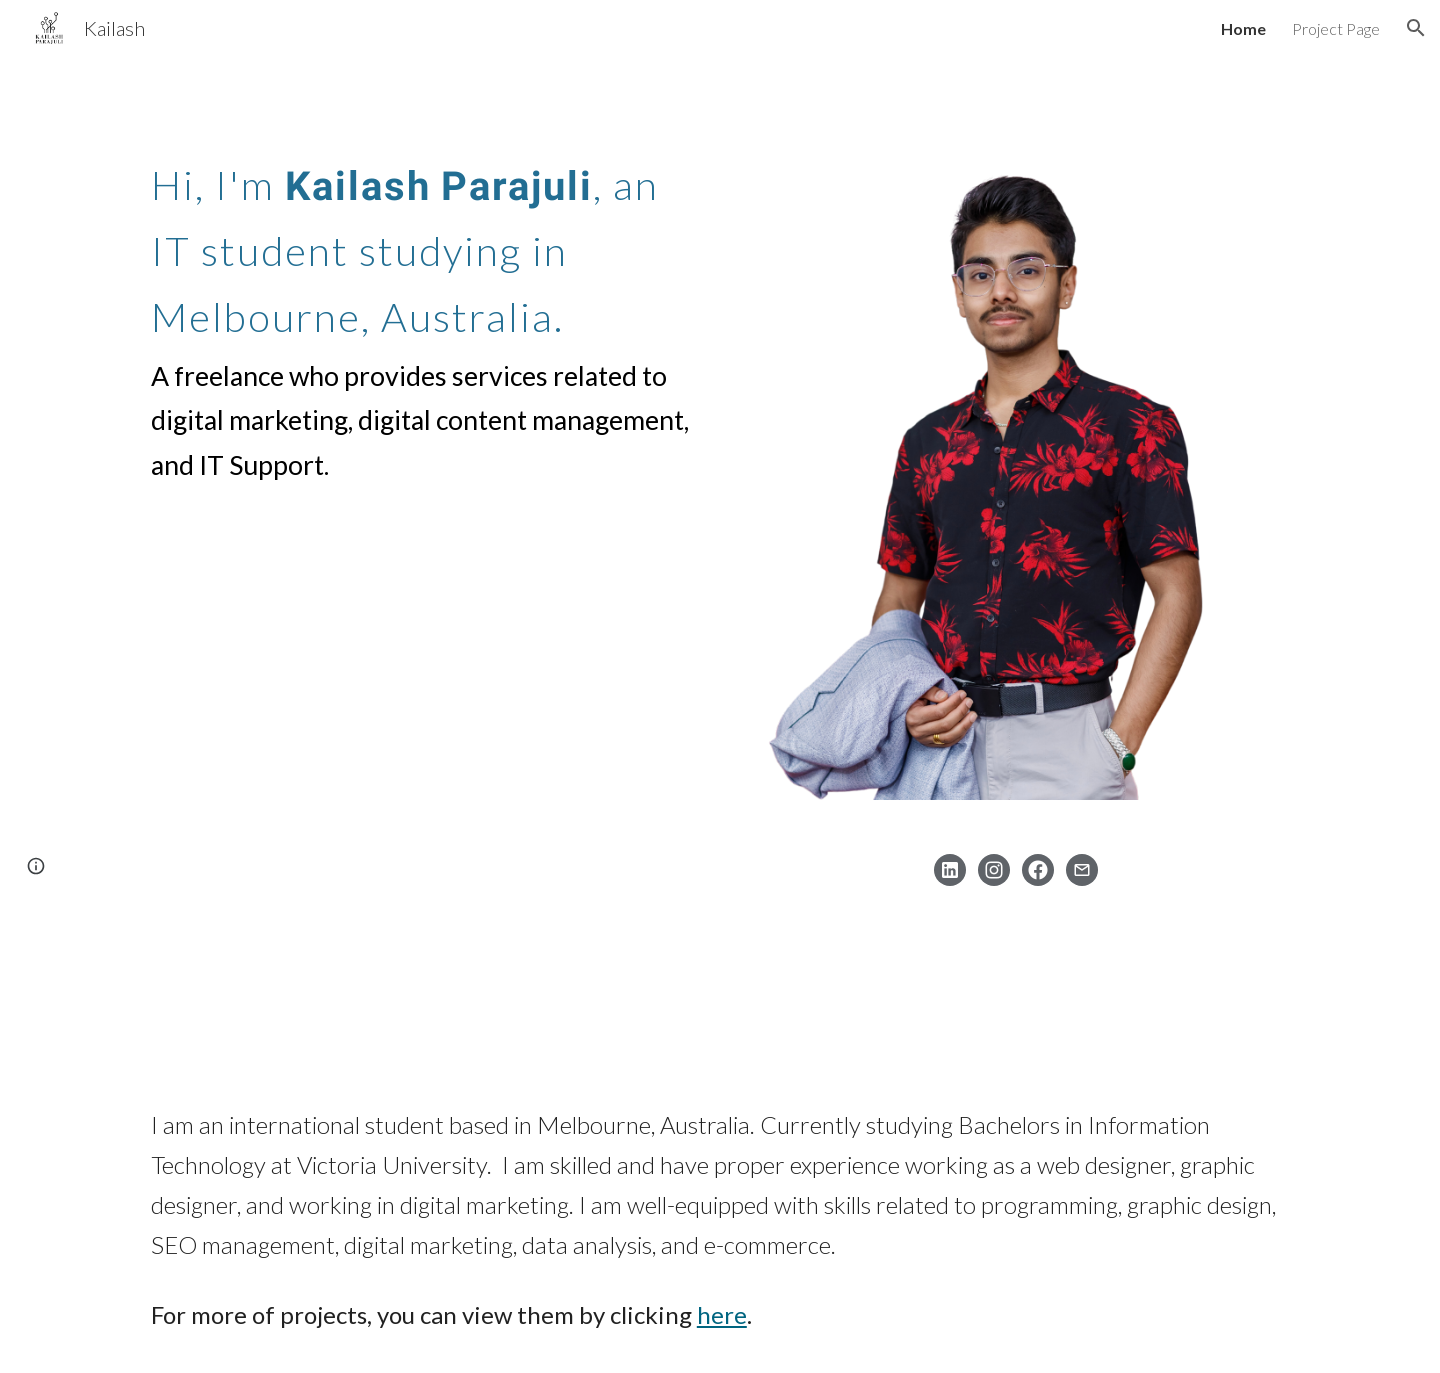 KAILASH
PARAJULI
Kailash
Home
Project Page
Hi, I'm Kailash Parajuli, an
IT student studying in
Melbourne, Australia.
A freelance who provides services related to
digital marketing, digital content management,
and IT Support.
I am an international student based in Melbourne, Australia. Currently studying Bachelors in Information
Technology at Victoria University.  I am skilled and have proper experience working as a web designer, graphic
designer, and working in digital marketing. I am well-equipped with skills related to programming, graphic design,
SEO management, digital marketing, data analysis, and e-commerce.
For more of projects, you can view them by clicking here.